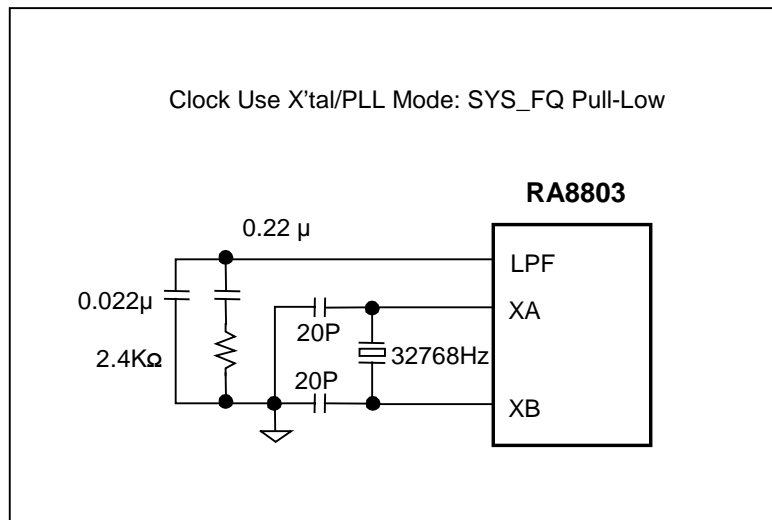 Clock Use X'tal/PLL Mode: SYS_FQ Pull-Low
RA8803
0.22 µ
LPF
0.022µ
XA
20P
2.4KΩ
32768Hz
20P
XB